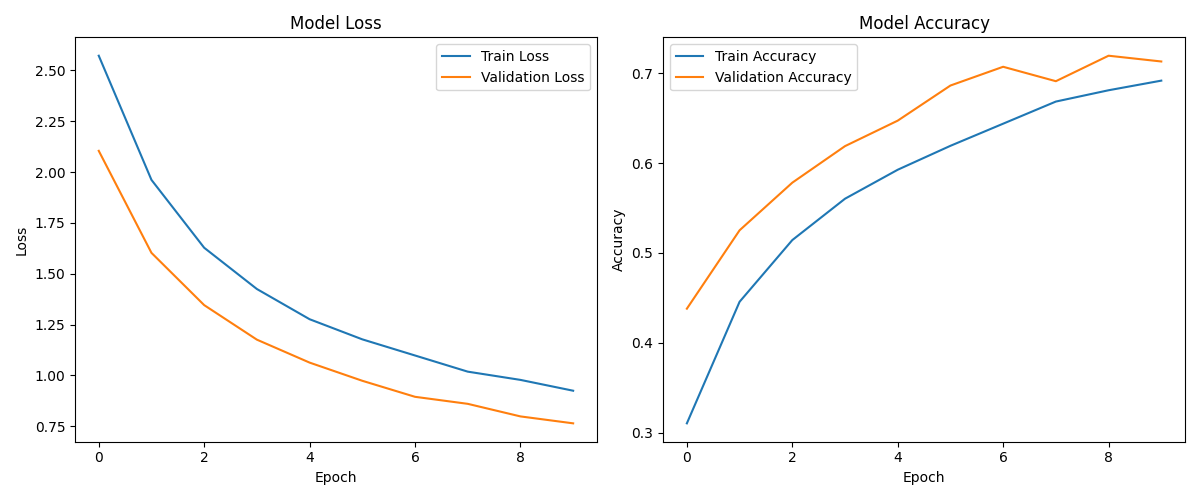 Model Loss
Train Loss
Validation Loss
2.50
2.25
2.00
1.75
1.50
1.25
1.00
0.75
Loss
0 2 4 6 8
Epoch
Model Accuracy
Train Accuracy
Validation Accuracy
0.7
0.6
0.5
0.4
0.3
Accuracy
0 2 4 6 8
Epoch